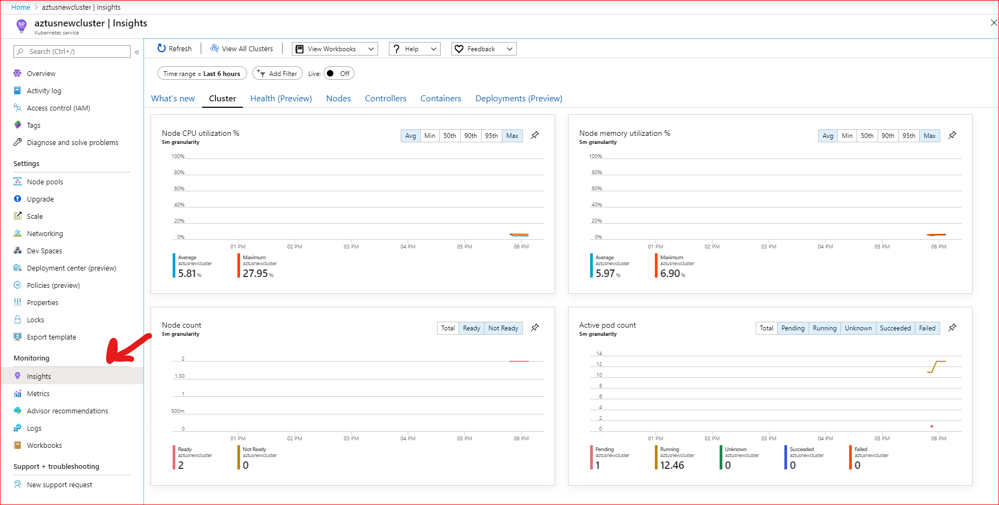 Home > aztusnewcluster | Insights
aztusnewcluster | Insights
Kubernetes service
Search (Ctrl+/)
«
Overview
Activity log
Access control (IAM)
Tags
Diagnose and solve problems
Settings
Node pools
Upgrade
Scale
Networking
Dev Spaces
Deployment center (preview)
Policies (preview)
Properties
Locks
Export template
Monitoring
Insights
Metrics
Advisor recommendations
Logs
Workbooks
Support + troubleshooting
New support request
Refresh View All Clusters View Workbooks Help Feedback
Time range = Last 6 hours Add Filter Live: Off
What's new Cluster Health (Preview) Nodes Controllers Containers Deployments (Preview)
Node CPU utilization %
5m granularity
Avg Min 50th 90th 95th Max
100%
80%
60%
40%
20%
0%
01 PM 02 PM 03 PM 04 PM 05 PM 06 PM
Average
aztusnewcluster
5.81 %
Maximum
aztusnewcluster
27.95 %
Node memory utilization %
5m granularity
Avg Min 50th 90th 95th Max
100%
80%
60%
40%
20%
0%
01 PM 02 PM 03 PM 04 PM 05 PM 06 PM
Average
aztusnewcluster
5.97 %
Maximum
aztusnewcluster
6.90 %
Node count
5m granularity
Total Ready Not Ready
2
1.50
1
500m
0
01 PM 02 PM 03 PM 04 PM 05 PM 06 PM
Ready
aztusnewcluster
2
Not Ready
aztusnewcluster
0
Active pod count
5m granularity
Total Pending Running Unknown Succeeded Failed
14
12
10
8
6
4
2
0
01 PM 02 PM 03 PM 04 PM 05 PM 06 PM
Pending
aztusnewcluster
1
Running
aztusnewcluster
12.46
Unknown
aztusnewcluster
0
Succeeded
aztusnewcluster
0
Failed
aztusnewcluster
0